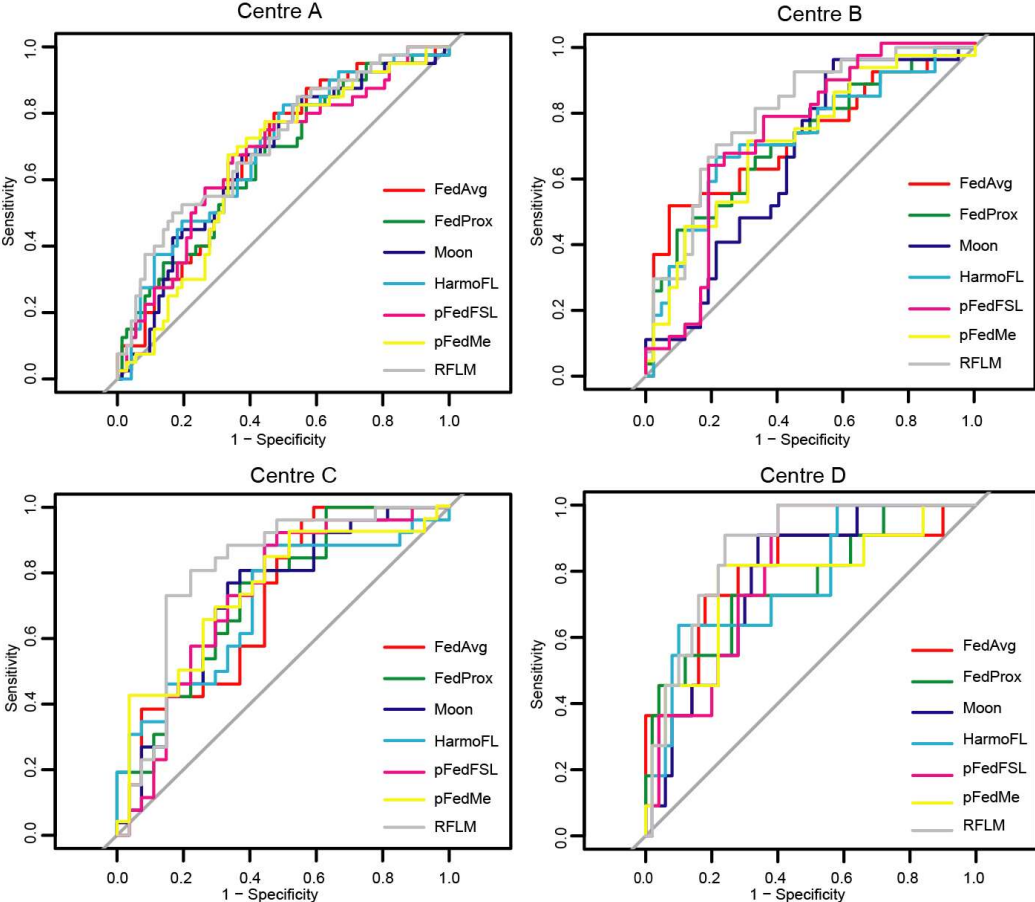 Centre A
Sensitivity
0.0 0.2 0.4 0.6 0.8 1.0
FedAvg
FedProx
Moon
HarmoFL
pFedFSL
pFedMe
RFLM
0.0 0.2 0.4 0.6 0.8 1.0
1 − Specificity
Centre B
Sensitivity
0.0 0.2 0.4 0.6 0.8 1.0
FedAvg
FedProx
Moon
HarmoFL
pFedFSL
pFedMe
RFLM
0.0 0.2 0.4 0.6 0.8 1.0
1 − Specificity
Centre C
Sensitivity
0.0 0.2 0.4 0.6 0.8 1.0
FedAvg
FedProx
Moon
HarmoFL
pFedFSL
pFedMe
RFLM
0.0 0.2 0.4 0.6 0.8 1.0
1 − Specificity
Centre D
Sensitivity
0.0 0.2 0.4 0.6 0.8 1.0
FedAvg
FedProx
Moon
HarmoFL
pFedFSL
pFedMe
RFLM
0.0 0.2 0.4 0.6 0.8 1.0
1 − Specificity